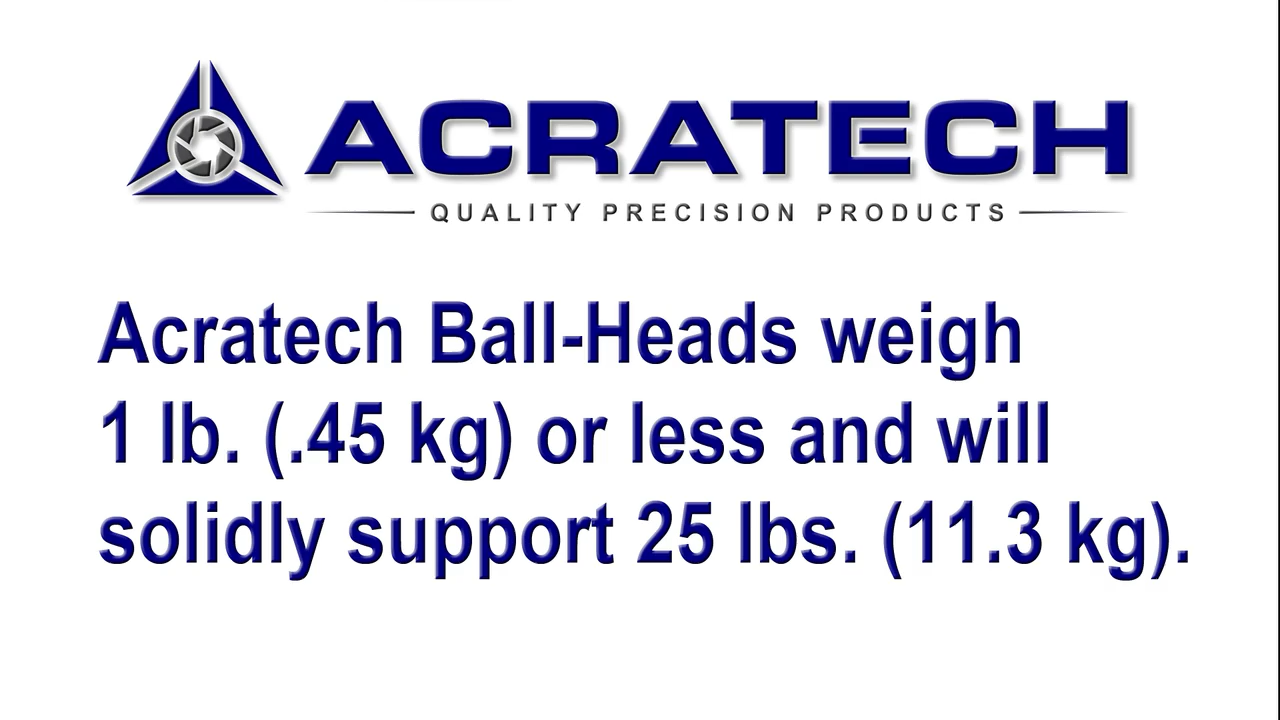 ACRATECH
QUALITY PRECISION PRODUCTS
Acratech Ball-Heads weigh
1 lb. (.45 kg) or less and will
solidly support 25 lbs. (11.3 kg).